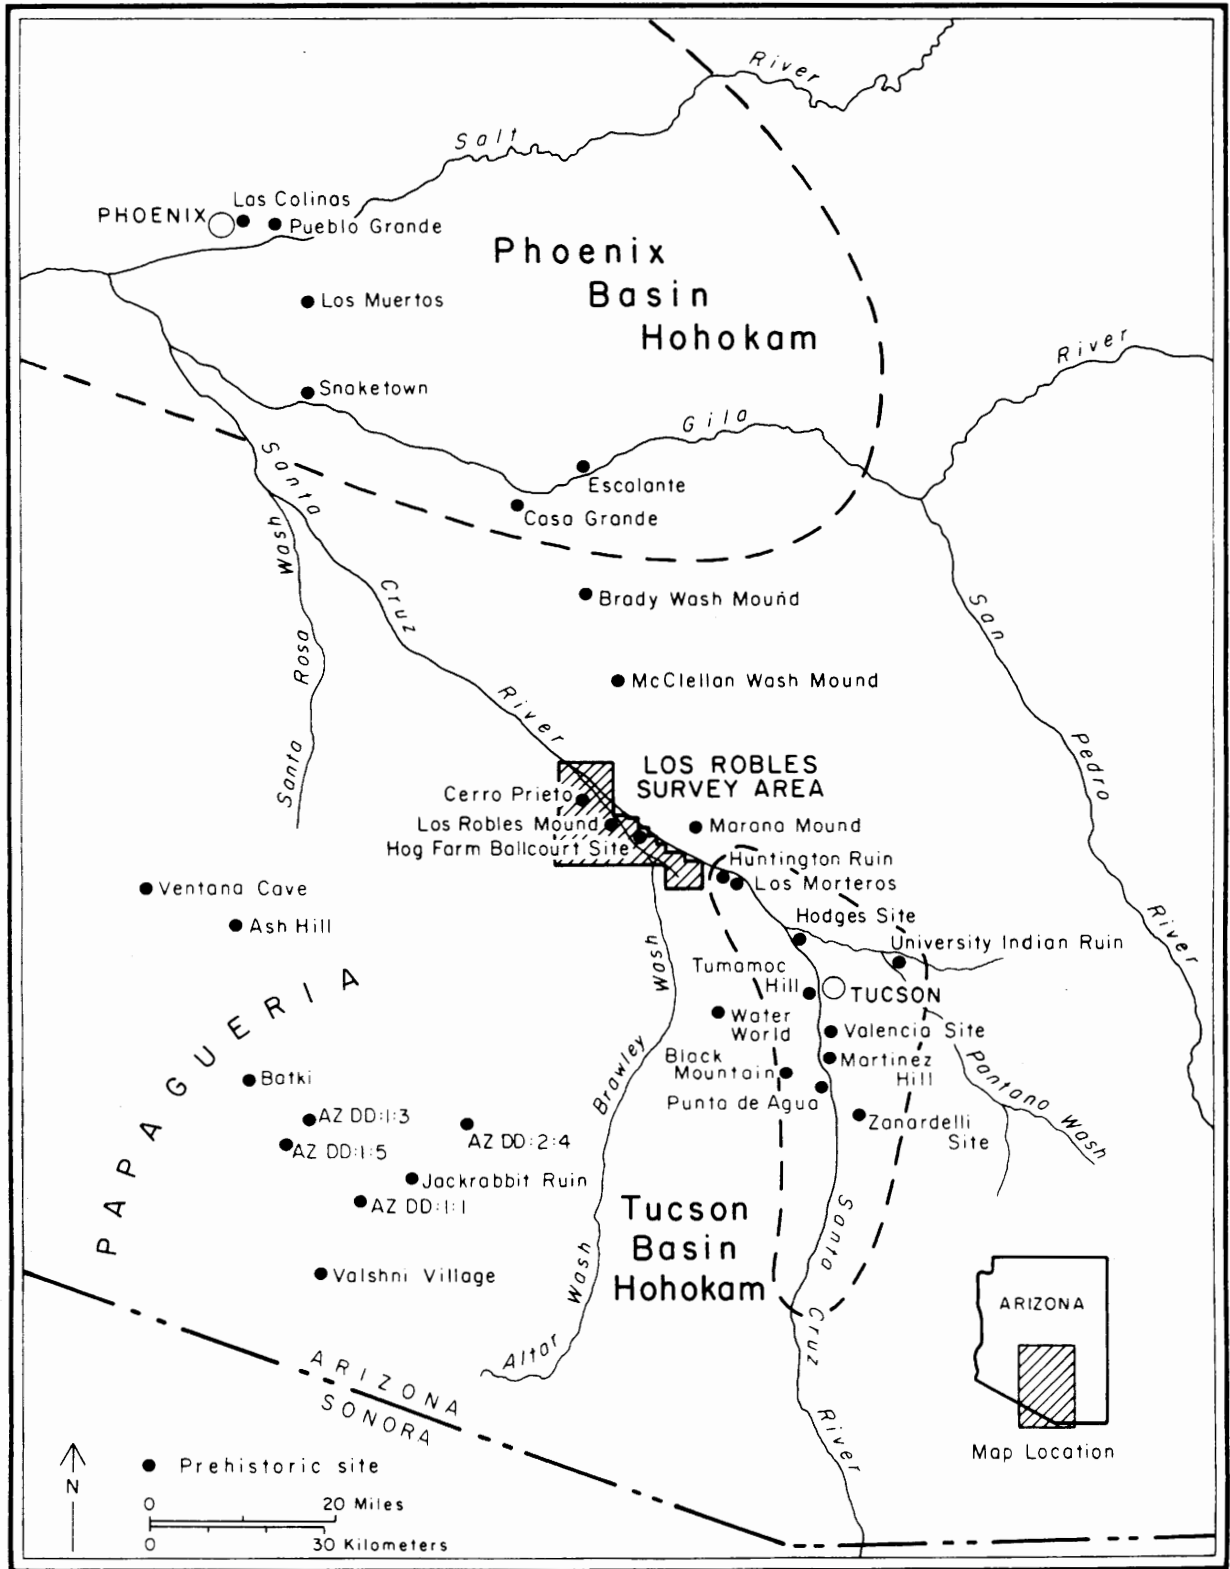 River
Salt
Las Colinas
PHOENIX
Pueblo Grande
Phoenix
Basin
Hohokam
Los Muertos
River
Snaketown
Gila
Santa
Escalante
Casa Grande
Wash
Cruz
Brady Wash Mound
San
Rosa
McClellan Wash Mound
River
Santa
Pedro
LOS ROBLES
SURVEY AREA
Cerro Prieto
Los Robles Mound
Marana Mound
Hog Farm Ballcourt Site
Huntington Ruin
Los Morteros
Ventana Cave
Ash Hill
Hodges Site
River
University Indian Ruin
Wash
Tumamoc
Hill
TUCSON
PAPAGUERIA
Water
World
Valencia Site
Brawley
Black
Mountain
Martinez
Hill
Pantano Wash
Batki
Punta de Agua
AZ DD:1:3
AZ DD:2:4
Zanardelli
Site
AZ DD:1:5
Jackrabbit Ruin
AZ DD:1:1
Tucson
Basin
Hohokam
Santa
Valshni Village
Wash
Altar
Cruz
ARIZONA
ARIZONA
SONORA
River
Map Location
N
Prehistoric site
0 20 Miles
0 30 Kilometers